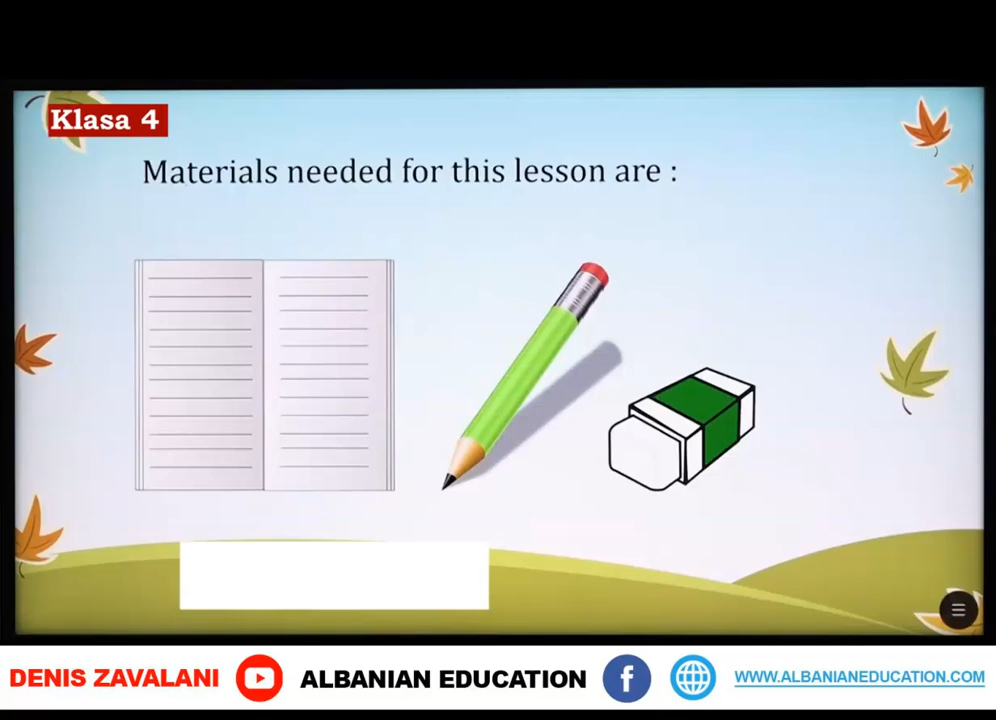 Klasa 4
Materials needed for this lesson are :
DENIS ZAVALANI ALBANIAN EDUCATION WWW.ALBANIANEDUCATION.COM